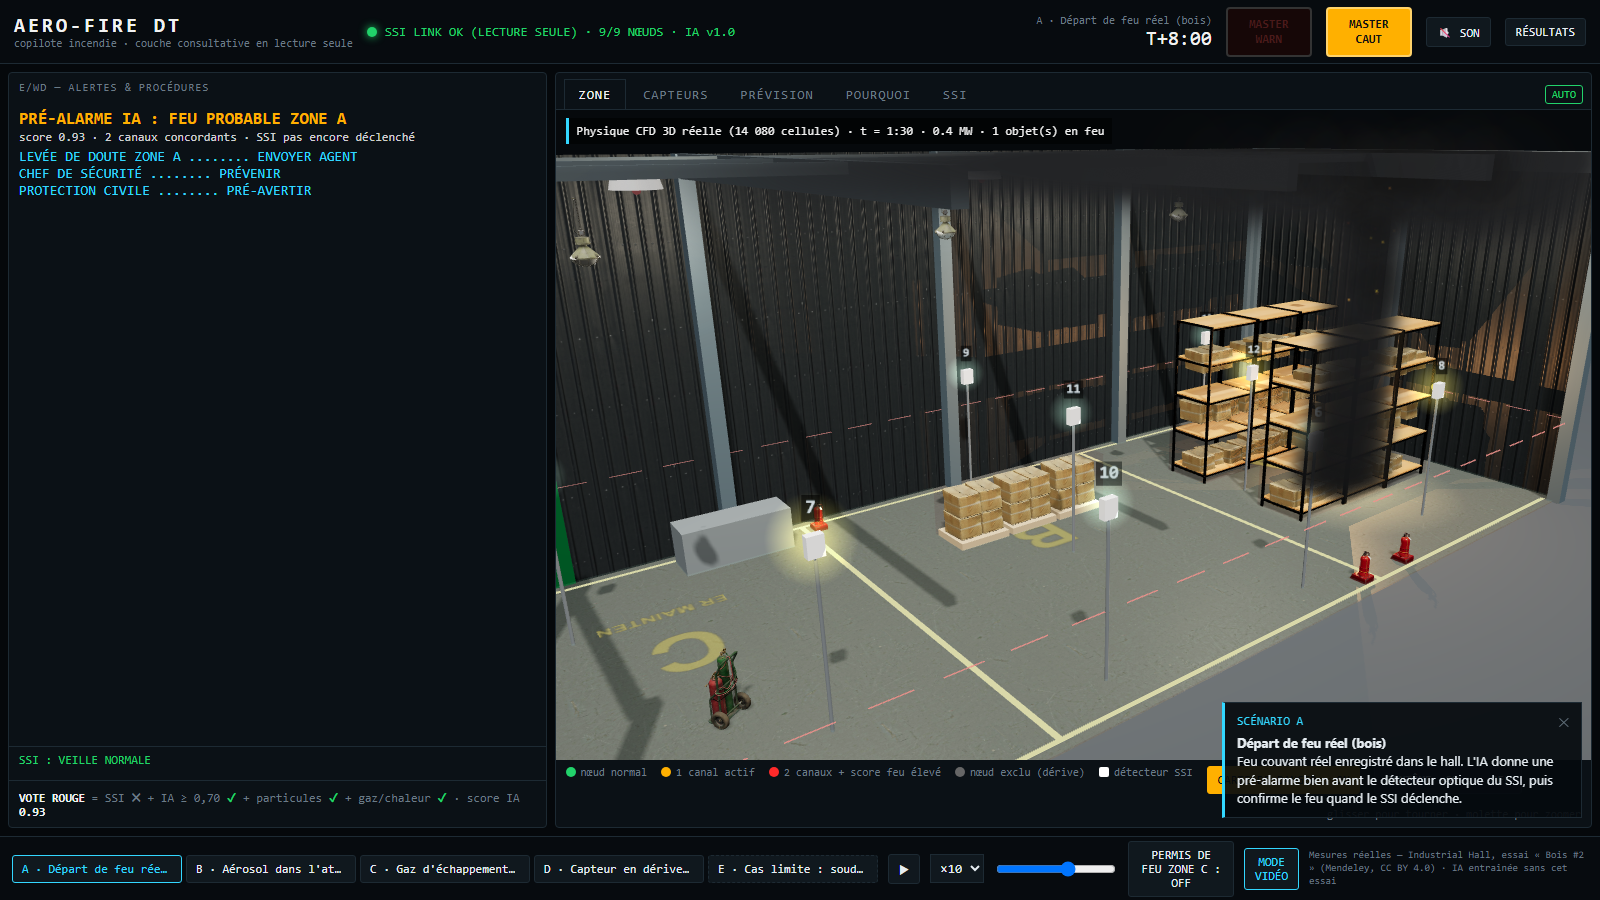 AERO-FIRE DT
copilote incendie · couche consultative en lecture seule
SSI LINK OK (LECTURE SEULE) · 9/9 NŒUDS · IA v1.0
A · Départ de feu réel (bois)
T+8:00
MASTER
WARN
MASTER
CAUT
SON
RÉSULTATS
E/WD — ALERTES & PROCÉDURES
PRÉ-ALARME IA : FEU PROBABLE ZONE A
score 0.93 · 2 canaux concordants · SSI pas encore déclenché
LEVÉE DE DOUTE ZONE A ........ ENVOYER AGENT
CHEF DE SÉCURITÉ ........ PRÉVENIR
PROTECTION CIVILE ........ PRÉ-AVERTIR
SSI : VEILLE NORMALE
VOTE ROUGE = SSI ✕ + IA ≥ 0,70 ✓ + particules ✓ + gaz/chaleur ✓ · score IA
0.93
ZONE
CAPTEURS
PRÉVISION
POURQUOI
SSI
AUTO
Physique CFD 3D réelle (14 080 cellules) · t = 1:30 · 0.4 MW · 1 objet(s) en feu
9
12
8
11
6
10
7
B
ER MAINTEN
C
nœud normal
1 canal actif
2 canaux + score feu élevé
nœud exclu (dérive)
détecteur SSI
SCÉNARIO A
Départ de feu réel (bois)
Feu couvant réel enregistré dans le hall. L'IA donne une
pré-alarme bien avant le détecteur optique du SSI, puis
confirme le feu quand le SSI déclenche.
A · Départ de feu rée…
B · Aérosol dans l'at…
C · Gaz d'échappement…
D · Capteur en dérive…
E · Cas limite : soud…
x10
PERMIS DE
FEU ZONE C :
OFF
MODE
VIDÉO
Mesures réelles — Industrial Hall, essai « Bois #2
» (Mendeley, CC BY 4.0) · IA entraînée sans cet
essai